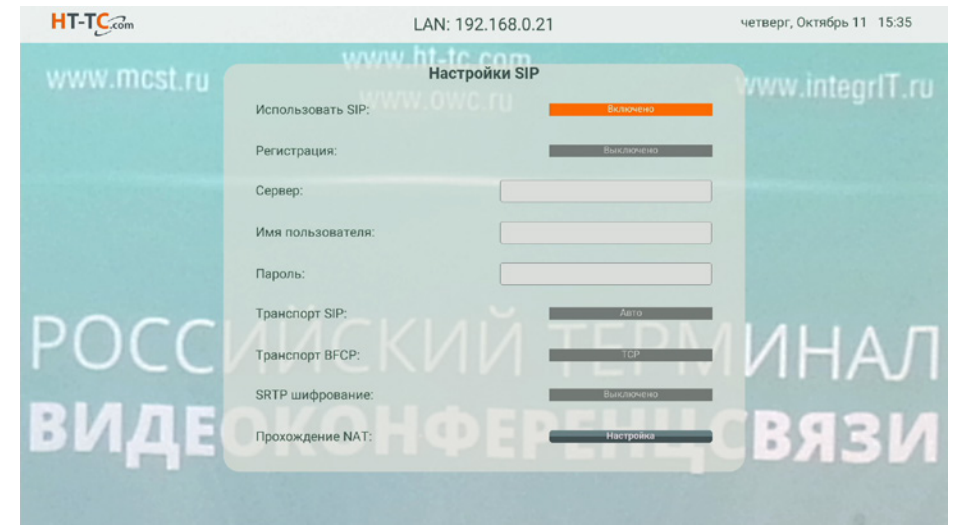 HT-TC.com
LAN: 192.168.0.21
четверг, Октябрь 11 15:35
www.ht-tc.com
www.mcst.ru
www.owc.ru
www.integrIT.ru
Настройки SIP
Использовать SIP: Включено
Регистрация: Выключено
Сервер:
Имя пользователя:
Пароль:
Транспорт SIP: Авто
Транспорт BFCP: TCP
SRTP шифрование: Выключено
Прохождение NAT: Настройка
РОССИЙСКИЙ ТЕРМИНАЛ
ВИДЕОКОНФЕРЕНЦСВЯЗИ